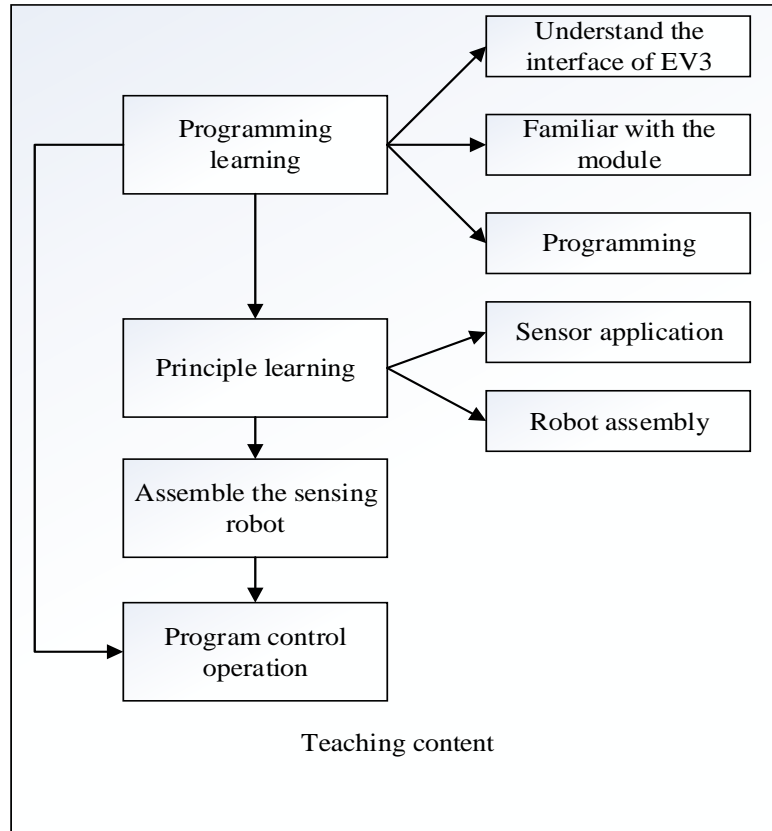 Understand the
interface of EV3
Programming
learning
Familiar with the
module
Programming
Principle learning
Sensor application
Robot assembly
Assemble the sensing
robot
Program control
operation
Teaching content